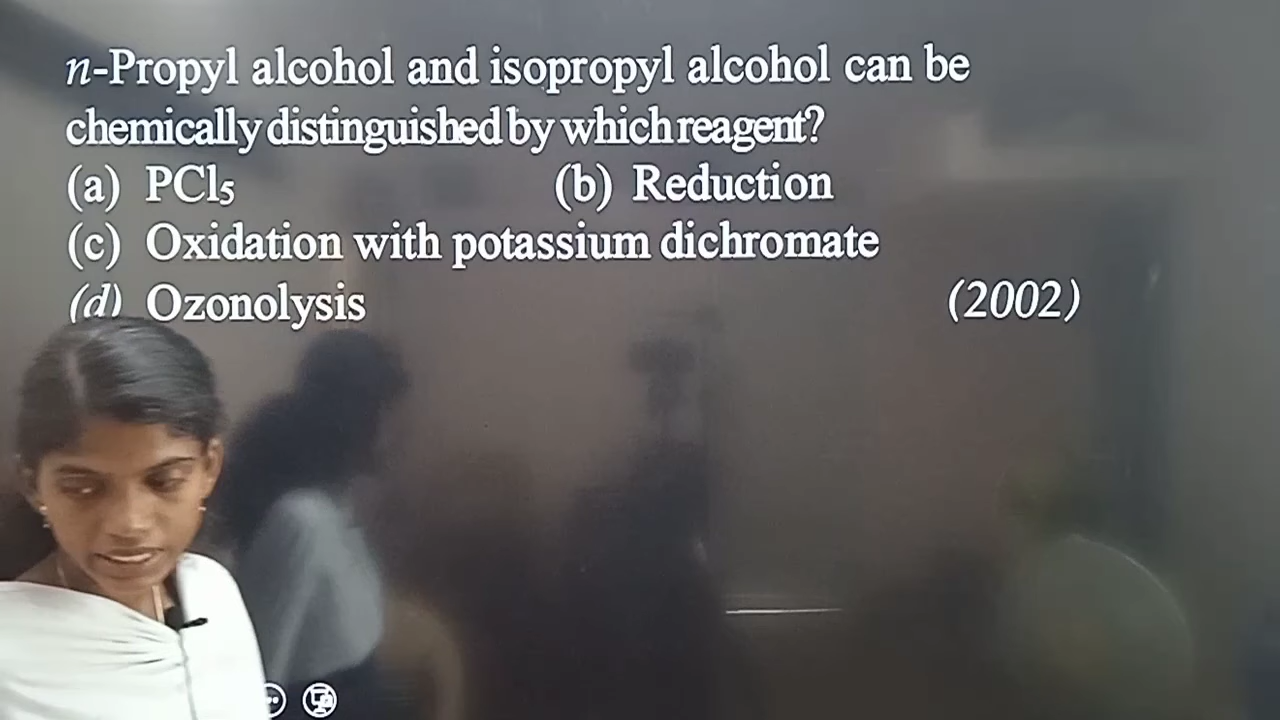 n-Propyl alcohol and isopropyl alcohol can be
chemically distinguished by which reagent?
(a) PCl5 (b) Reduction
(c) Oxidation with potassium dichromate
(d) Ozonolysis (2002)